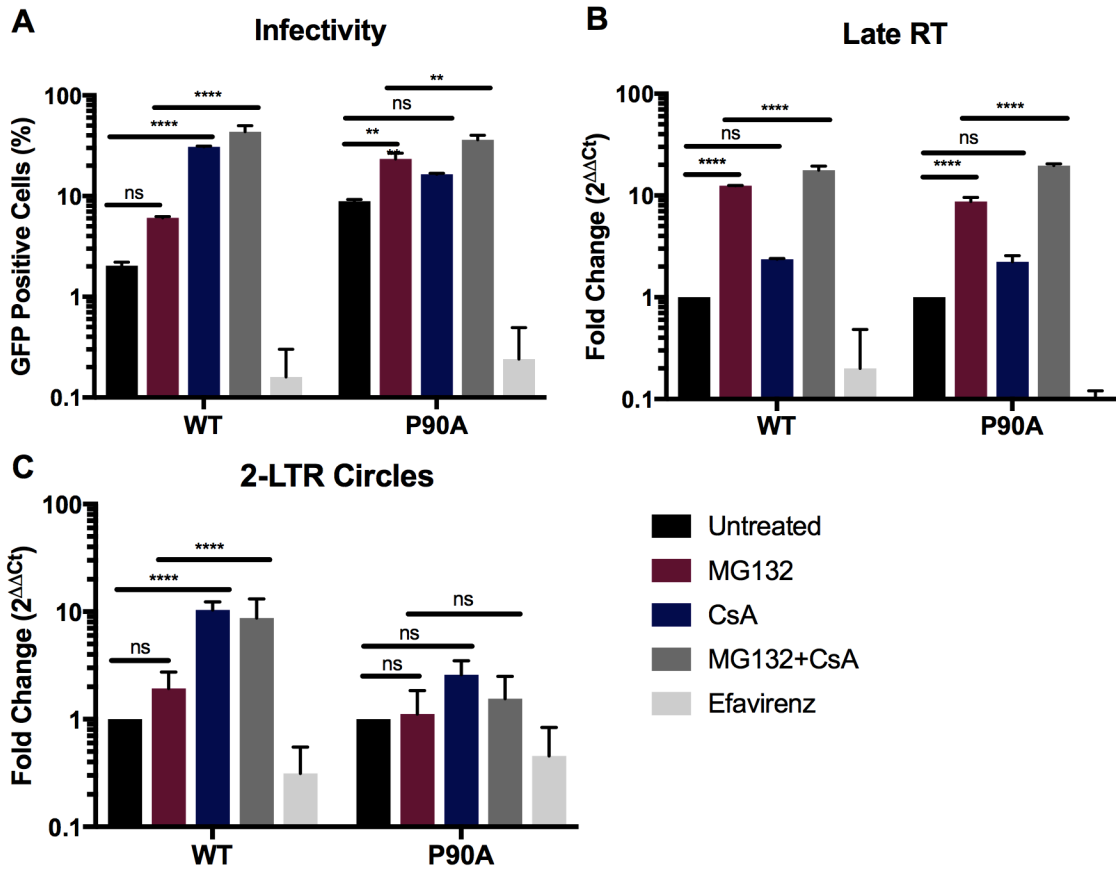 A
Infectivity
GFP Positive Cells (%)
100
10
1
0.1
ns
****
****
**
ns
**
**
WT
P90A
B
Late RT
Fold Change (2ΔΔCt)
100
10
1
0.1
****
ns
****
****
ns
****
WT
P90A
C
2-LTR Circles
Fold Change (2ΔΔCt)
100
10
1
0.1
ns
****
****
ns
ns
ns
WT
P90A
Untreated
MG132
CsA
MG132+CsA
Efavirenz